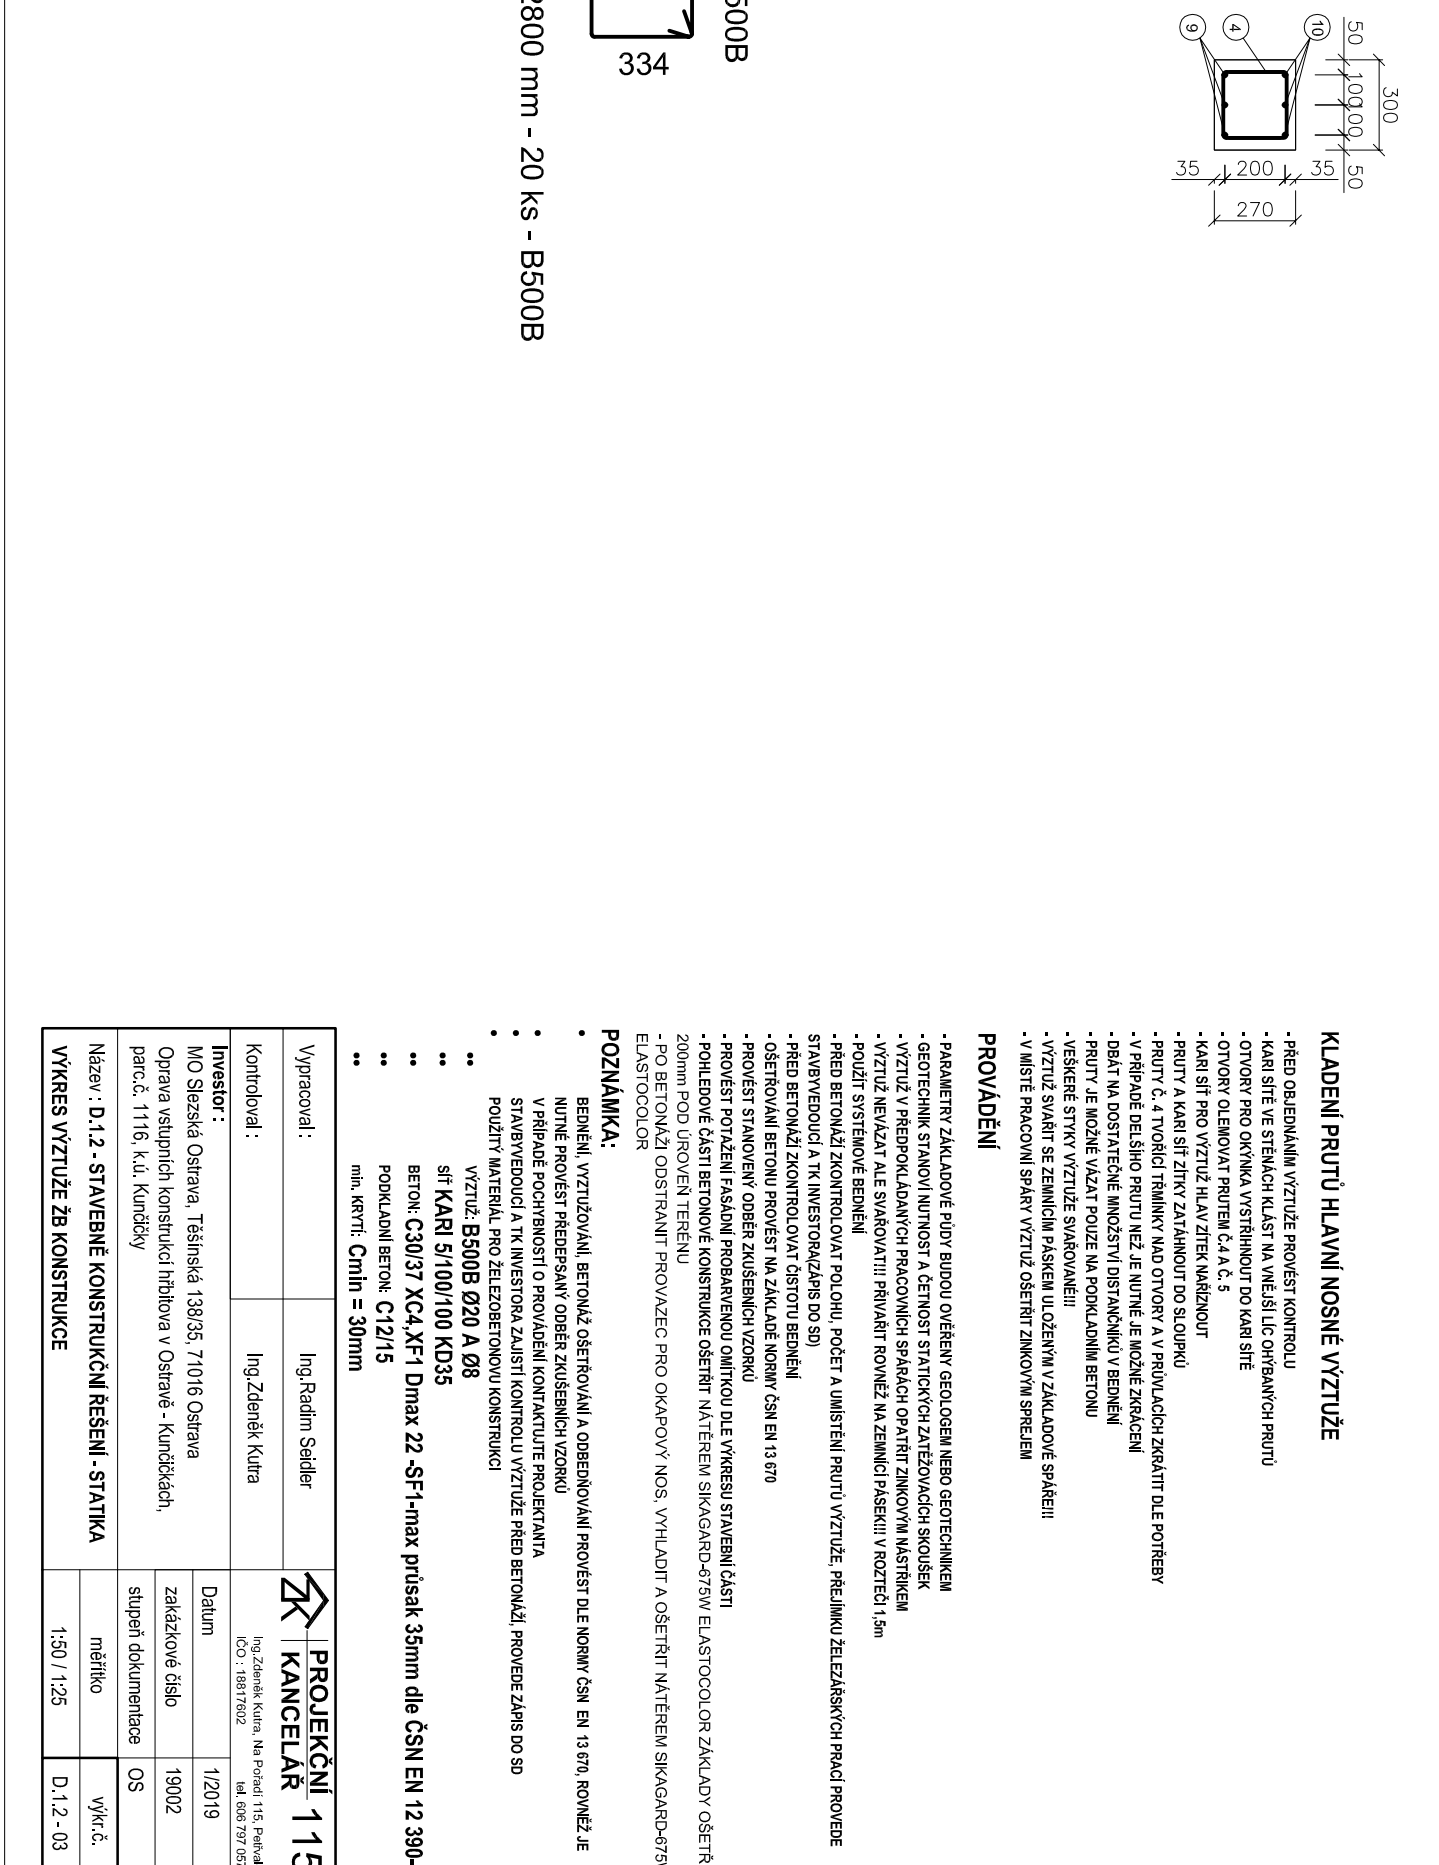 500B
334
2800 mm - 20 ks - B500B
300
50
100
100
50
10
4
9
35
200
35
270
KLADENÍ PRUTŮ HLAVNÍ NOSNÉ VÝZTUŽE
- PŘED OBJEDNÁNÍM VÝZTUŽE PROVÉST KONTROLU
- KARI SÍTĚ VE STĚNÁCH KLÁST NA VNĚJŠÍ LÍC OHÝBANÝCH PRUTŮ
- OTVORY PRO OKÝNKA VYSTŘIHNOUT DO KARI SÍTĚ
- OTVORY OLEMOVAT PRUTEM Č.4 A Č. 5
- KARI SÍŤ PRO VÝZTUŽ HLAV ZÍTEK NAŘÍZNOUT
- PRUTY A KARI SÍŤ ZÍTKY ZATÁHNOUT DO SLOUPKŮ
- PRUTY Č. 4 TVOŘÍCÍ TŘMÍNKY NAD OTVORY A V PRŮVLACÍCH ZKRÁTIT DLE POTŘEBY
- V PŘÍPADĚ DELŠÍHO PRUTU NEŽ JE NUTNÉ JE MOŽNÉ ZKRÁCENÍ
- DBÁT NA DOSTATEČNÉ MNOŽSTVÍ DISTANČNÍKŮ V BEDNĚNÍ
- PRUTY JE MOŽNÉ VÁZAT POUZE NA PODKLADNÍM BETONU
- VEŠKERÉ STYKY VÝZTUŽE SVAŘOVANÉ!!!
- VÝZTUŽ SVAŘIT SE ZEMNÍCÍM PÁSKEM ULOŽENÝM V ZÁKLADOVÉ SPÁŘE!!!
- V MÍSTĚ PRACOVNÍ SPÁRY VÝZTUŽ OŠETŘIT ZINKOVÝM SPREJEM
PROVÁDĚNÍ
- PARAMETRY ZÁKLADOVÉ PŮDY BUDOU OVĚŘENY GEOLOGEM NEBO GEOTECHNIKEM
- GEOTECHNIK STANOVÍ NUTNOST A ČETNOST STATICKÝCH ZATĚŽOVACÍCH SKOUŠEK
- VÝZTUŽ V PŘEDPOKLÁDANÝCH PRACOVNÍCH SPÁRÁCH OPATŘIT ZINKOVÝM NÁSTŘIKEM
- VÝZTUŽ NEVÁZAT ALE SVAŘOVAT!!! PŘIVAŘIT ROVNĚŽ NA ZEMNÍCÍ PÁSEK!!! V ROZTEČI 1,5m
- POUŽÍT SYSTÉMOVÉ BEDNĚNÍ
- PŘED BETONÁŽÍ ZKONTROLOVAT POLOHU, POČET A UMÍSTĚNÍ PRUTŮ VÝZTUŽE, PŘEJÍMKU ŽELEZÁŘSKÝCH PRACÍ PROVEDE
STAVBYVEDOUCÍ A TK INVESTORA(ZÁPIS DO SD)
- PŘED BETONÁŽÍ ZKONTROLOVAT ČISTOTU BEDNĚNÍ
- OŠETŘOVÁNÍ BETONU PROVÉST NA ZÁKLADĚ NORMY ČSN EN 13 670
- PROVÉST STANOVENÝ ODBĚR ZKUŠEBNÍCH VZORKŮ
- PROVÉST POTAŽENÍ FASÁDNÍ PROBARVENOU OMÍTKOU DLE VÝKRESU STAVEBNÍ ČÁSTI
- POHLEDOVÉ ČÁSTI BETONOVÉ KONSTRUKCE OŠETŘIT NÁTĚREM SIKAGARD-675W ELASTOCOLOR ZÁKLADY OŠETŘ
200mm POD ÚROVEŇ TERÉNU
- PO BETONÁŽI ODSTRANIT PROVAZEC PRO OKAPOVÝ NOS, VYHLADIT A OŠETŘIT NÁTĚREM SIKAGARD-675W
ELASTOCOLOR
POZNÁMKA:
• BEDNĚNÍ, VYZTUŽOVÁNÍ, BETONÁŽ OŠETŘOVÁNÍ A ODBEDŇOVÁNÍ PROVÉST DLE NORMY ČSN EN 13 670, ROVNĚŽ JE
NUTNÉ PROVÉST PŘEDEPSANÝ ODBĚR ZKUŠEBNÍCH VZORKŮ
• V PŘÍPADĚ POCHYBNOSTÍ O PROVÁDĚNÍ KONTAKTUJTE PROJEKTANTA
• STAVBYVEDOUCÍ A TK INVESTORA ZAJISTÍ KONTROLU VÝZTUŽE PŘED BETONÁŽÍ, PROVEDE ZÁPIS DO SD
• POUŽITÝ MATERIÁL PRO ŽELEZOBETONOVU KONSTRUKCI
•• VÝZTUŽ: B500B Ø20 A Ø8
•• SÍŤ KARI 5/100/100 KD35
•• BETON: C30/37 XC4,XF1 Dmax 22 -SF1-max průsak 35mm dle ČSN EN 12 390-
•• PODKLADNÍ BETON: C12/15
•• min. KRYTÍ: Cmin = 30mm
Vypracoval : Ing.Radim Seidler
Kontroloval : Ing.Zdeněk Kutra
ZK PROJEKČNÍ
KANCELÁŘ 115
Ing.Zdeněk Kutra, Na Pořadí 115, Petřval
IČO : 18817602 tel. 606 797 057
Investor :
MO Slezská Ostrava, Těšínská 138/35, 71016 Ostrava
Oprava vstupních konstrukcí hřbitova v Ostravě - Kunčičkách,
parc.č. 1116, k.ú. Kunčičky
Datum 1/2019
zakázkové číslo 19002
stupeň dokumentace OS
Název : D.1.2 - STAVEBNĚ KONSTRUKČNÍ ŘEŠENÍ - STATIKA
měřítko výkr.č.
VÝKRES VÝZTUŽE ŽB KONSTRUKCE 1:50 / 1:25 D.1.2 - 03